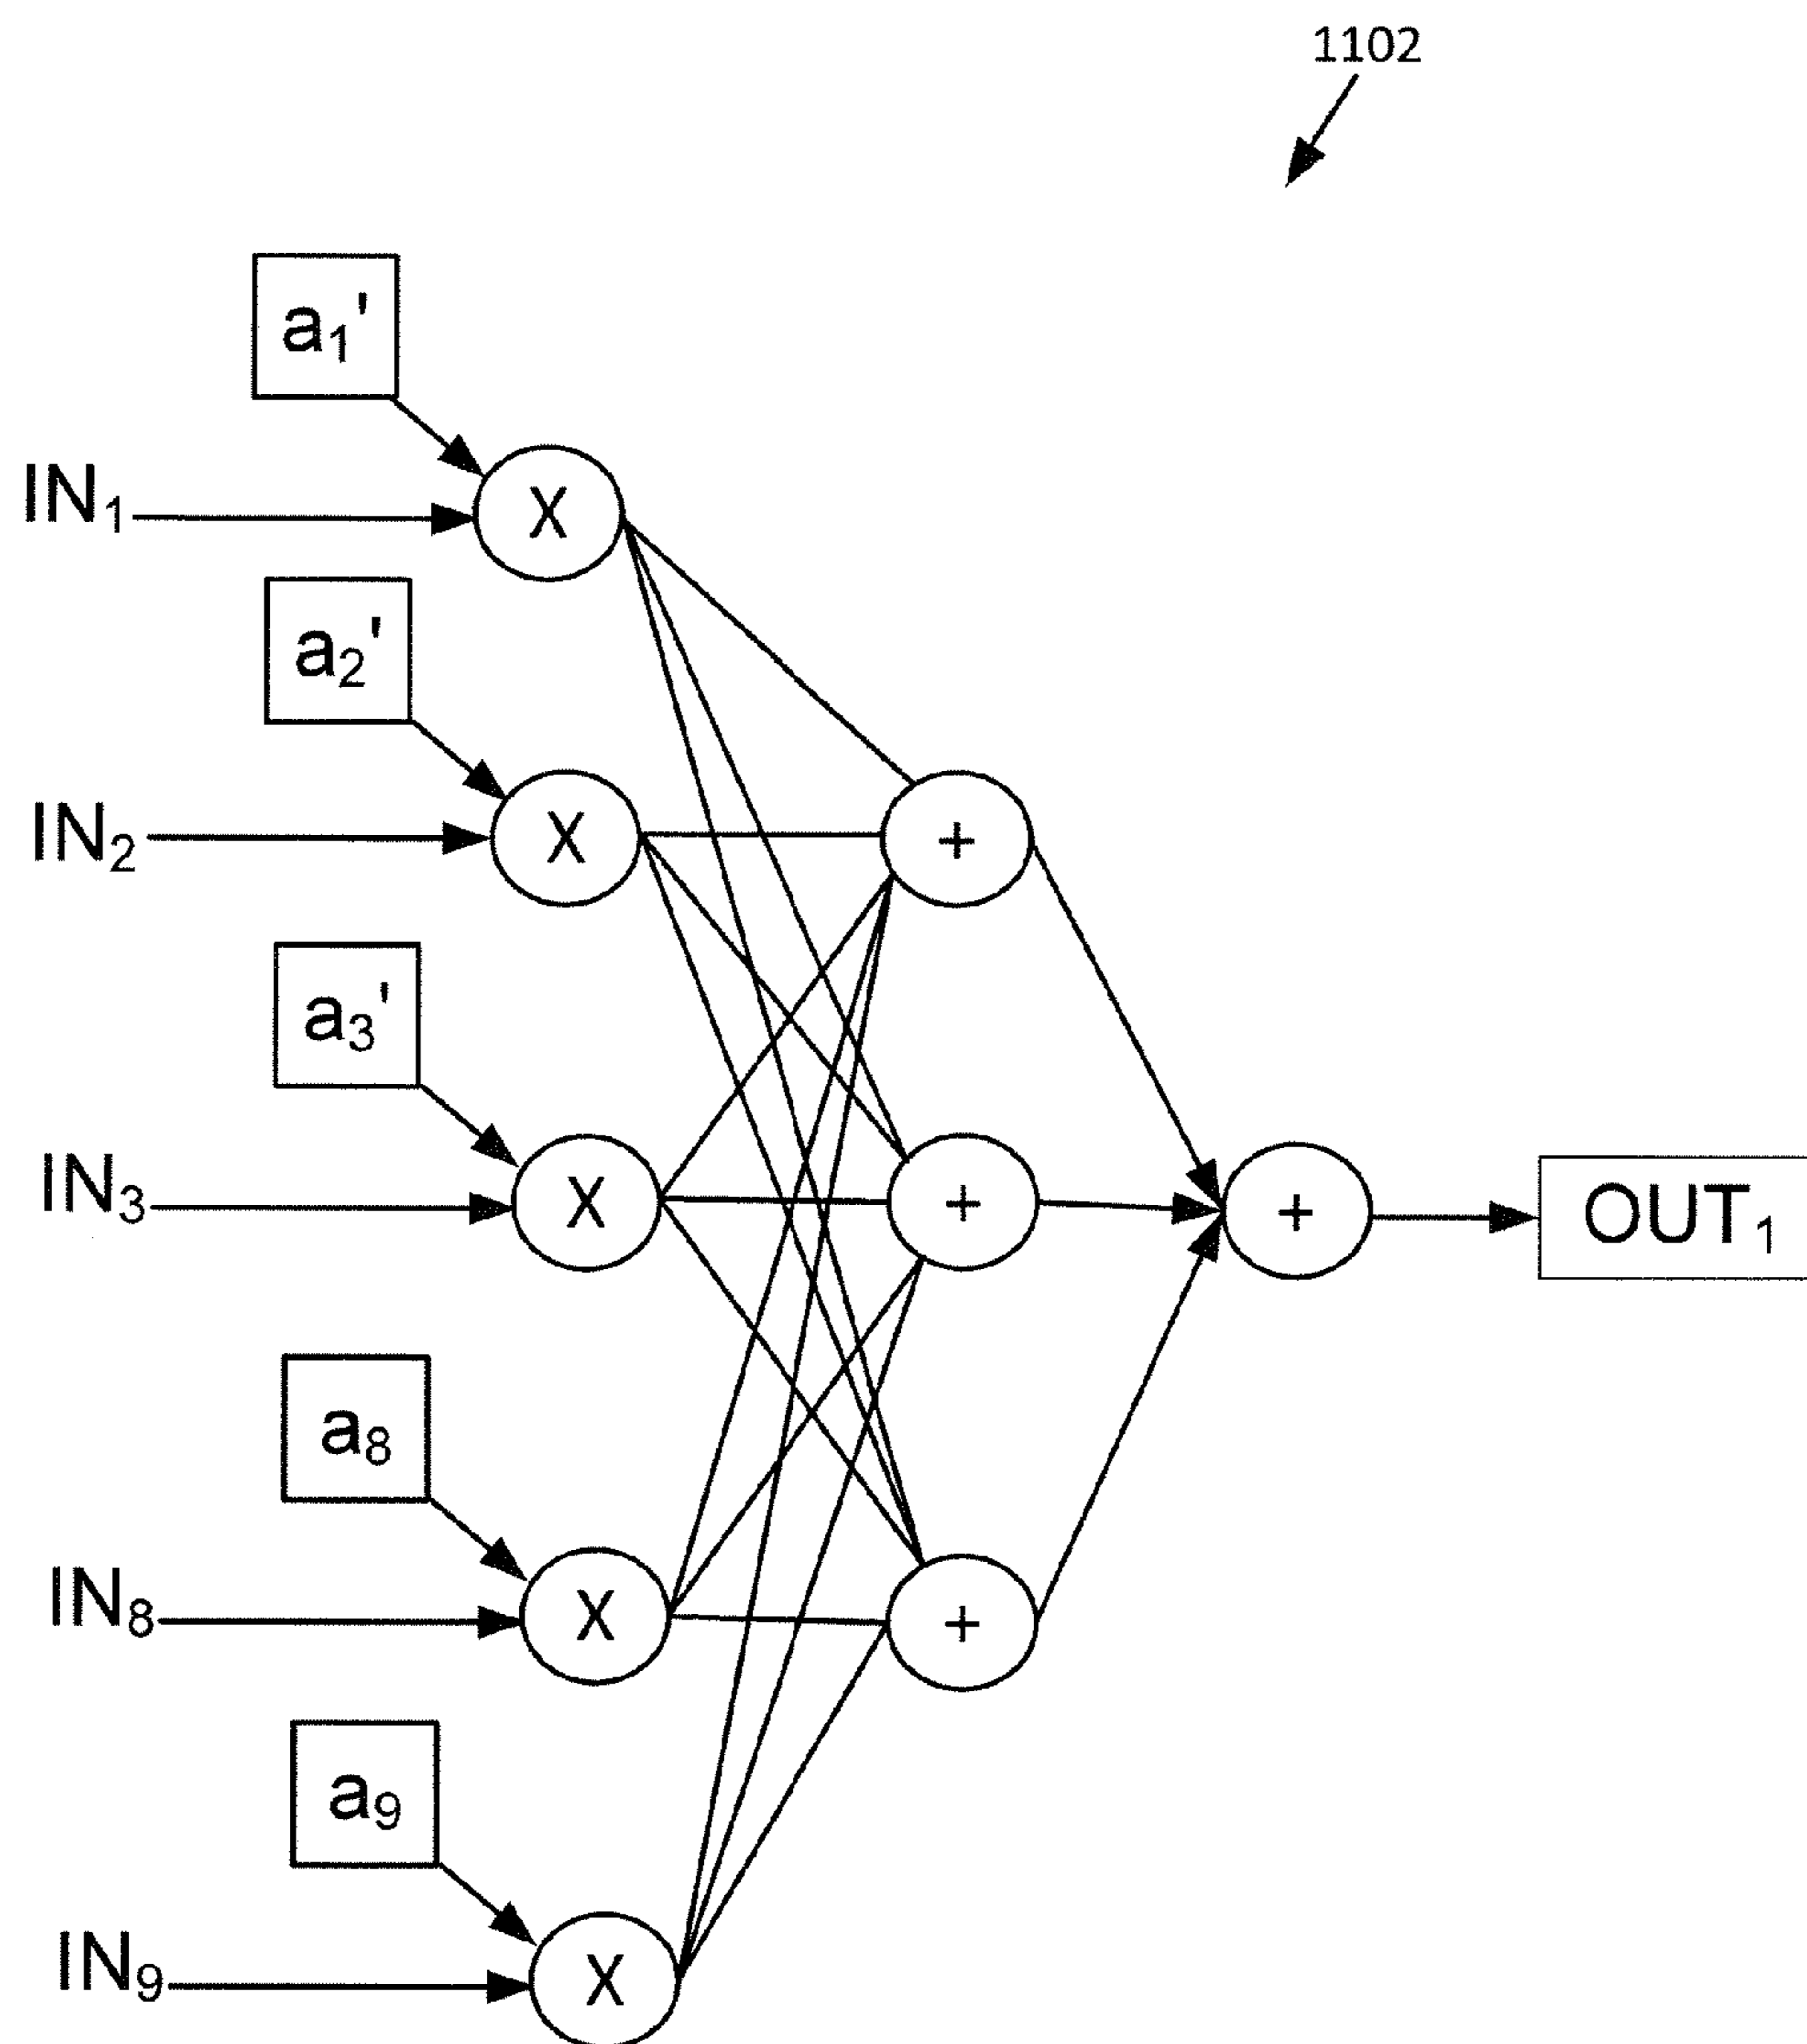 1102
a₁'
IN₁
X
a₂'
IN₂
X
+
a₃'
IN₃
X
+
+
OUT₁
a₈
IN₈
X
+
a₉
IN₉
X